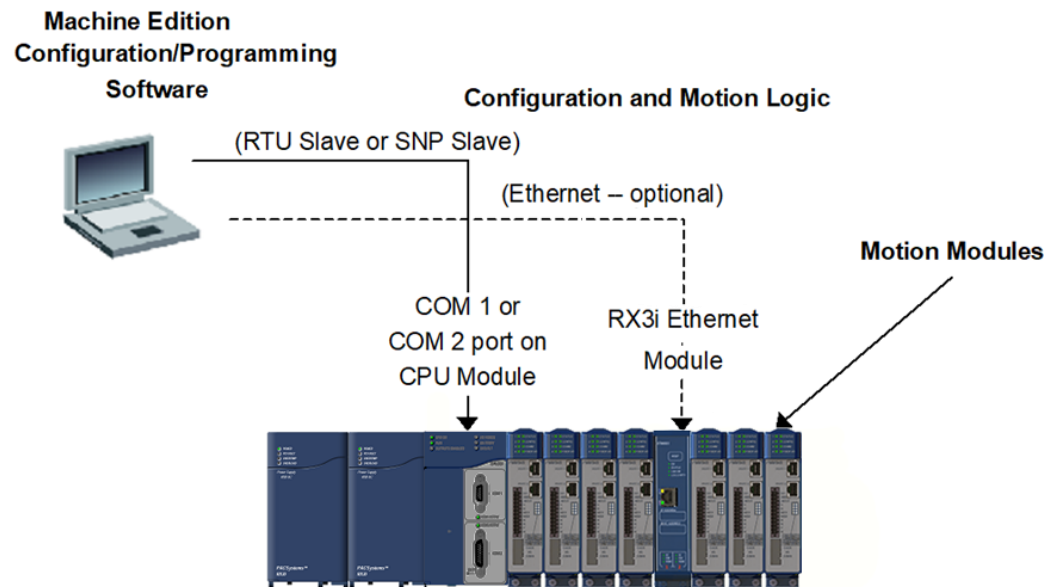 Machine Edition
Configuration/Programming
Software
Configuration and Motion Logic
(RTU Slave or SNP Slave)
(Ethernet – optional)
Motion Modules
COM 1 or
COM 2 port on
CPU Module
RX3i Ethernet
Module